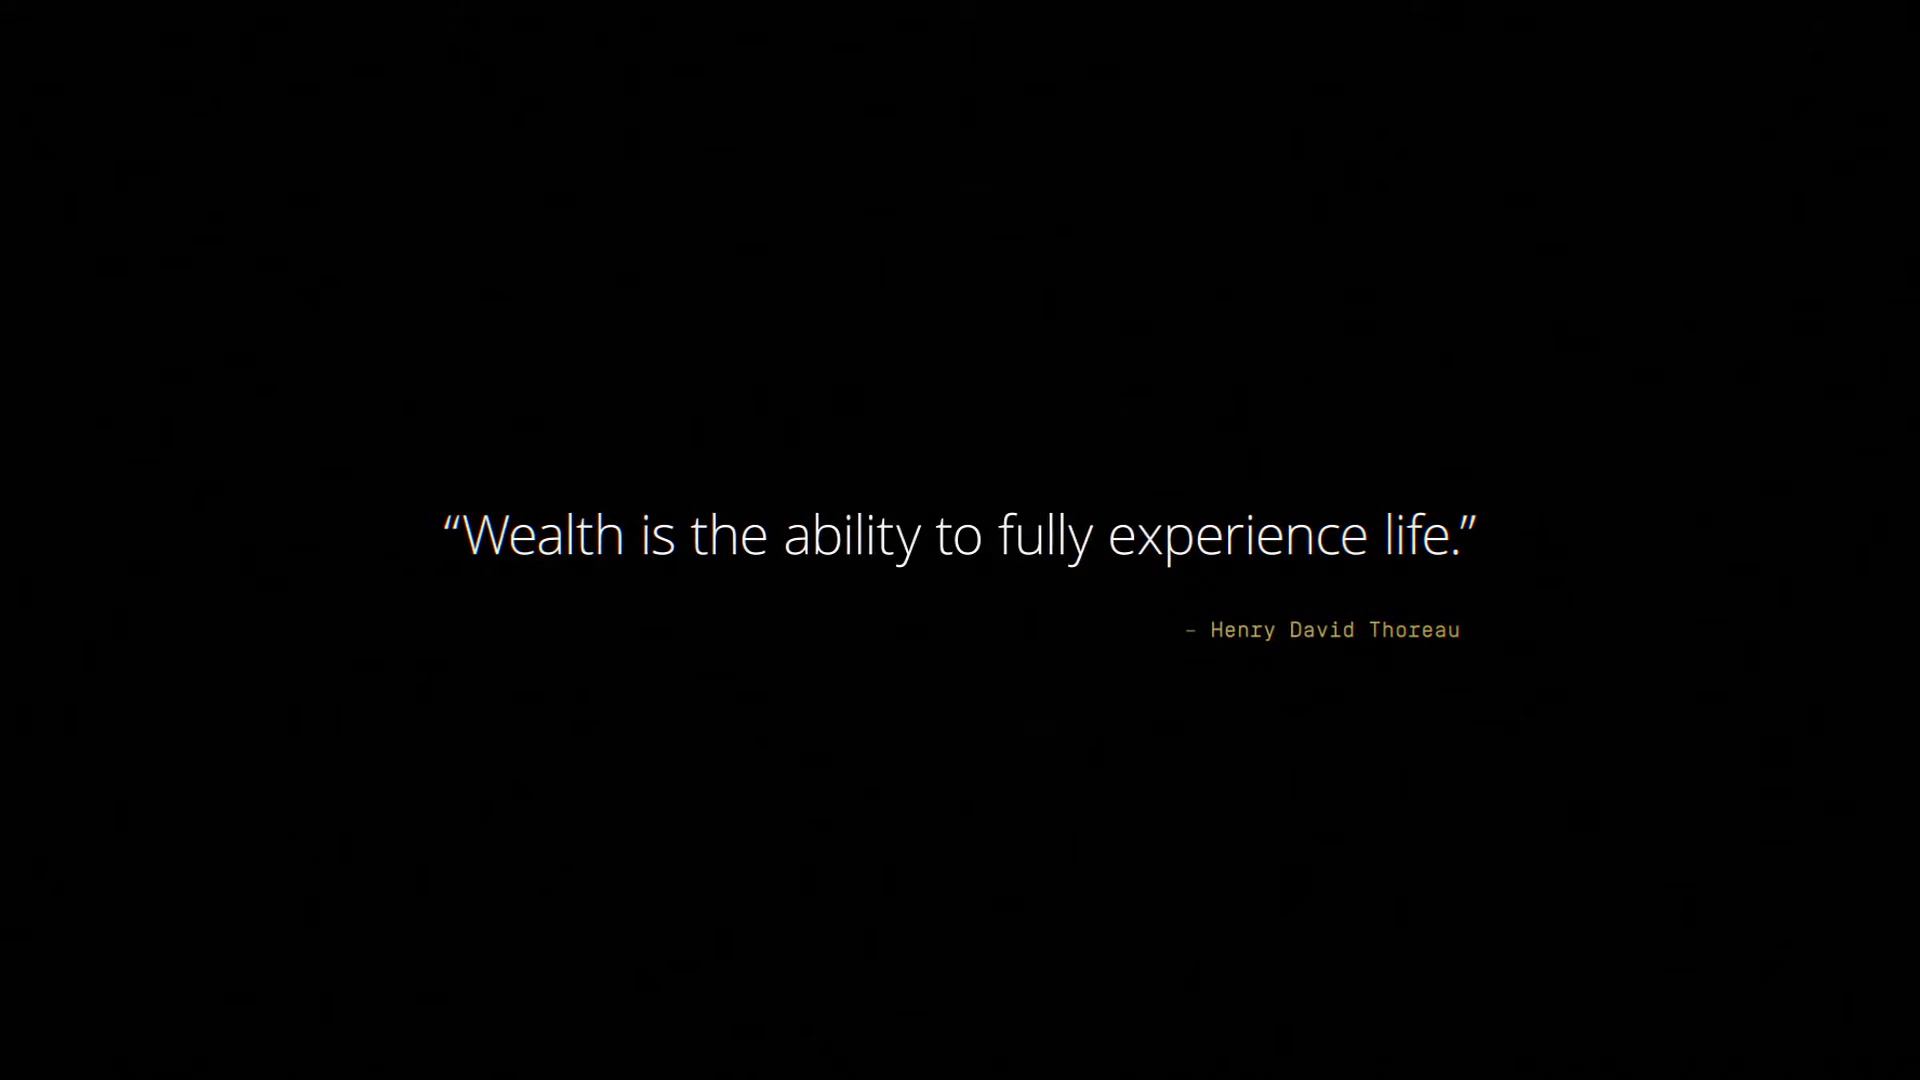 “Wealth is the ability to fully experience life.”
– Henry David Thoreau